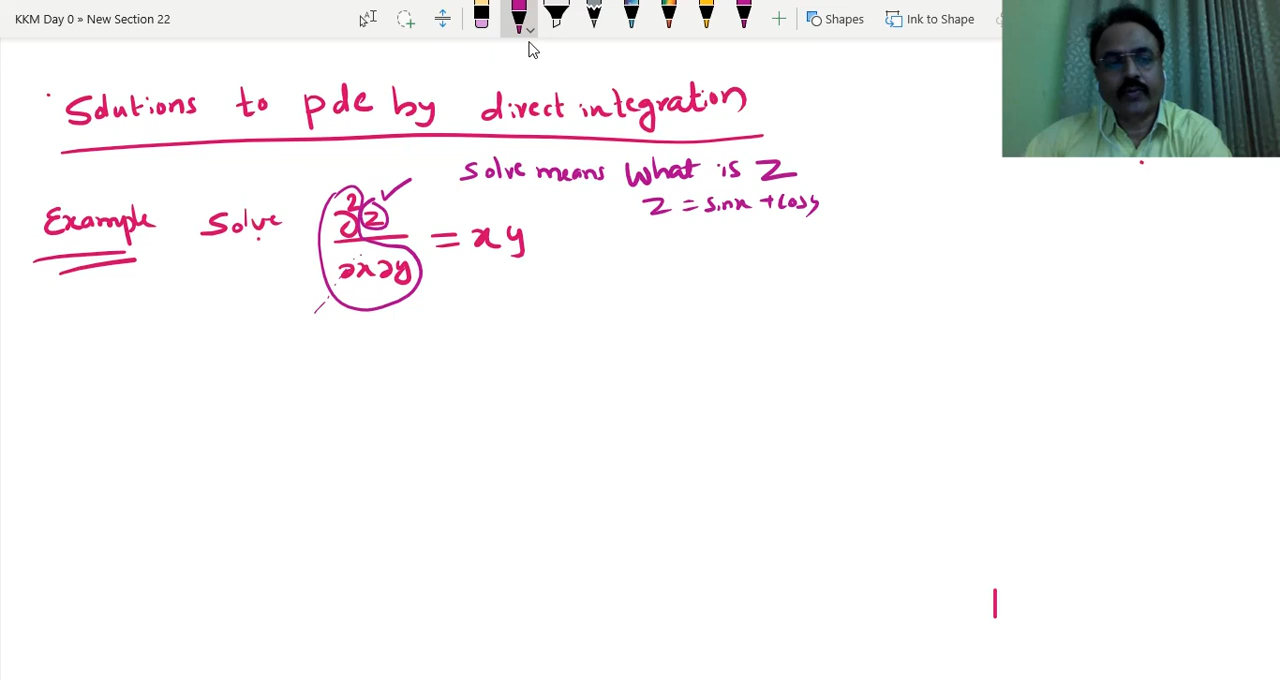 KKM Day 0 » New Section 22
Shapes
Ink to Shape
Solutions to pde by direct integration
Solve means What is Z
Z = sinx + cosy
Example Solve ∂²z/∂x∂y = xy